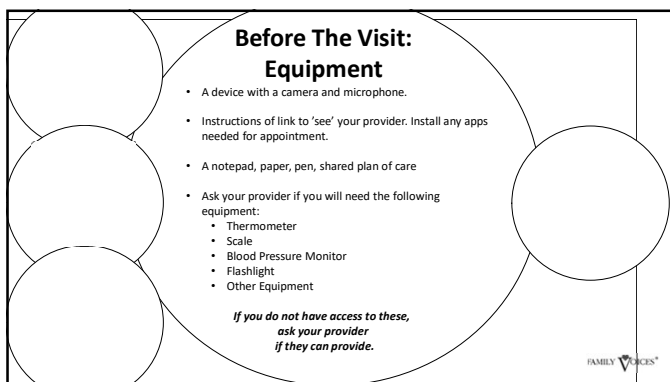 Before The Visit:
Equipment
• A device with a camera and microphone.
• Instructions of link to ‘see’ your provider. Install any apps
needed for appointment.
• A notepad, paper, pen, shared plan of care
• Ask your provider if you will need the following
equipment:
• Thermometer
• Scale
• Blood Pressure Monitor
• Flashlight
• Other Equipment
If you do not have access to these,
ask your provider
if they can provide.
FAMILY VOICES®